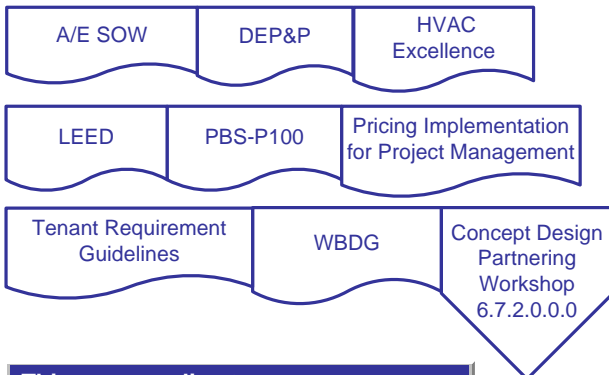 A/E SOW
DEP&P
HVAC
Excellence
LEED
PBS-P100
Pricing Implementation
for Project Management
Tenant Requirement
Guidelines
WBDG
Concept Design
Partnering
Workshop
6.7.2.0.0.0